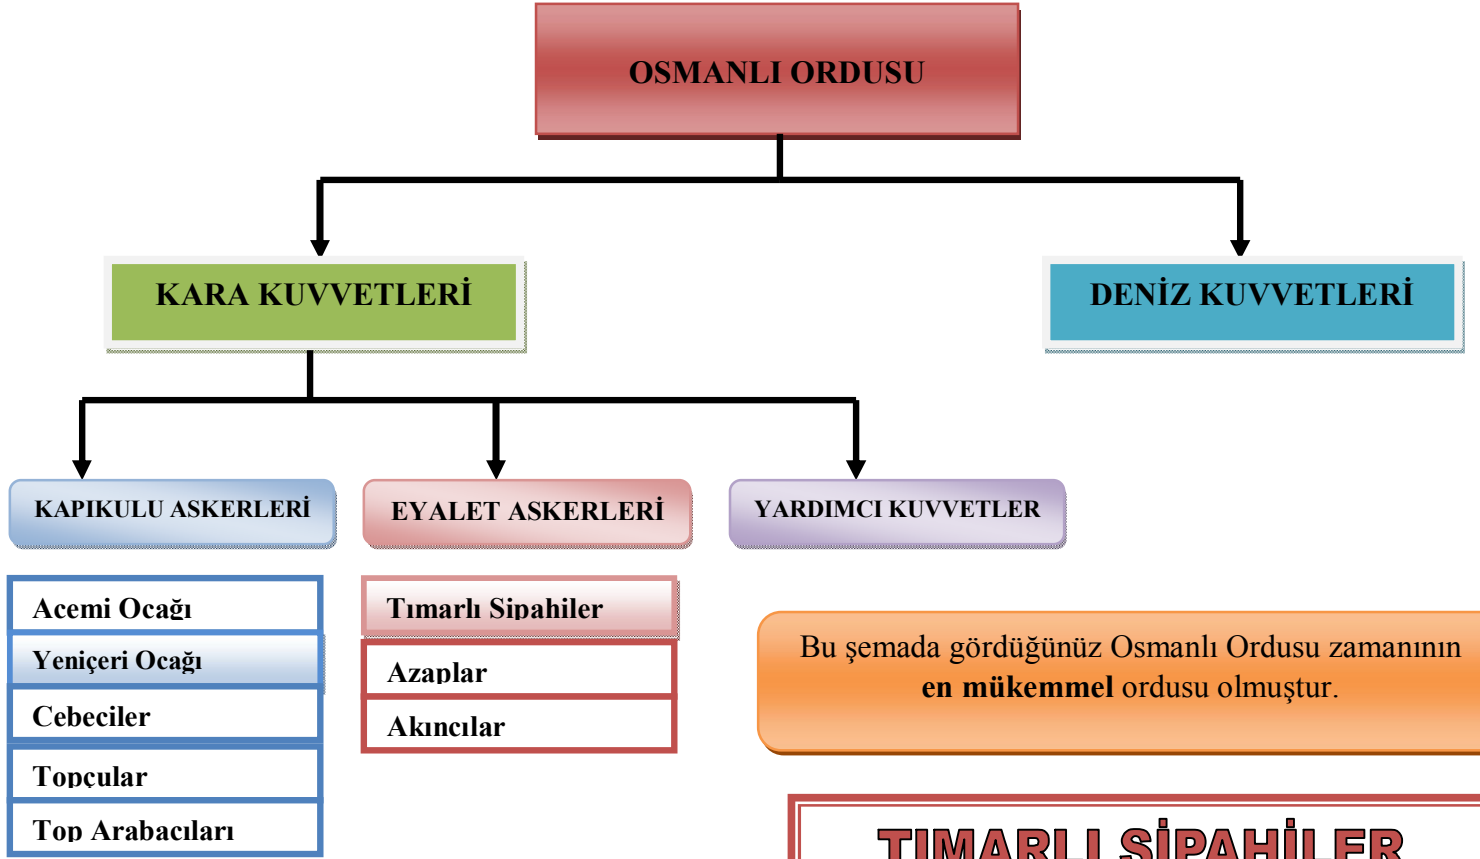 OSMANLI ORDUSU
KARA KUVVETLERİ
DENİZ KUVVETLERİ
KAPIKULU ASKERLERİ
EYALET ASKERLERİ
YARDIMCI KUVVETLER
Acemi Ocağı
Yeniçeri Ocağı
Cebeciler
Topçular
Top Arabacıları
Tımarlı Sipahiler
Azaplar
Akıncılar
Bu şemada gördüğünüz Osmanlı Ordusu zamanının
en mükemmel ordusu olmuştur.
TIMARLI SİPAHİLER